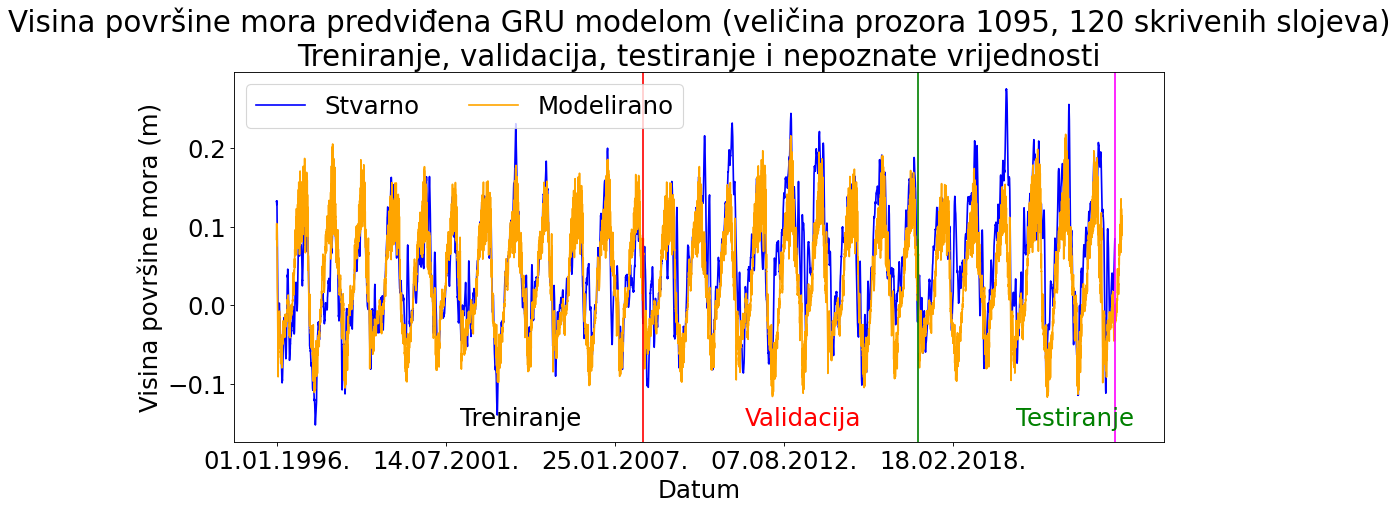 Visina površine mora predviđena GRU modelom (veličina prozora 1095, 120 skrivenih slojeva)
Treniranje, validacija, testiranje i nepoznate vrijednosti
Stvarno Modelirano
Visina površine mora (m)
0.2
0.1
0.0
−0.1
Treniranje Validacija Testiranje
01.01.1996. 14.07.2001. 25.01.2007. 07.08.2012. 18.02.2018.
Datum